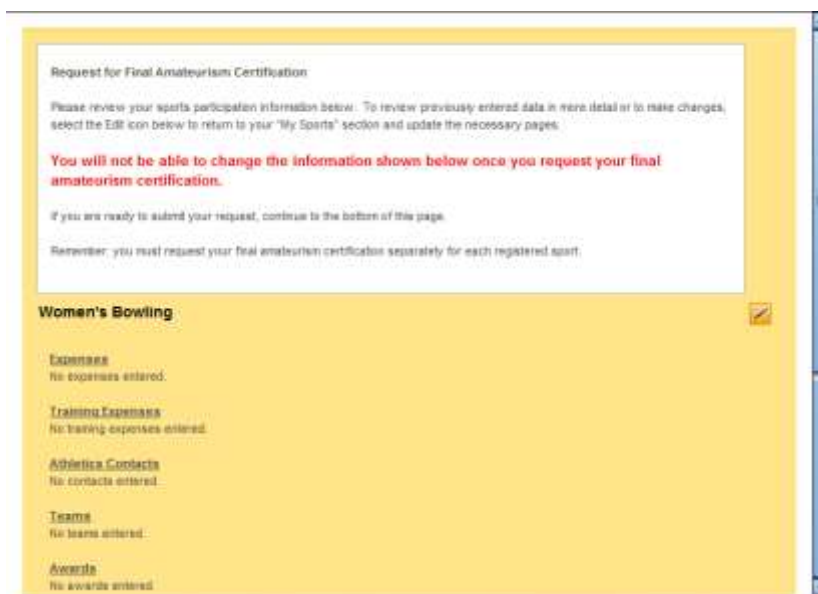 Request for Final Amateurism Certification
Please review your sports participation information below. To review previously entered data in more detail or to make changes,
select the Edit icon below to return to your "My Sports" section and update the necessary pages.
You will not be able to change the information shown below once you request your final
amateurism certification.
If you are ready to submit your request, continue to the bottom of this page.
Remember: you must request your final amateurism certification separately for each registered sport.
Women's Bowling
Expenses
No expenses entered.
Training Expenses
No training expenses entered.
Athletics Contacts
No contacts entered.
Teams
No teams entered.
Awards
No awards entered.